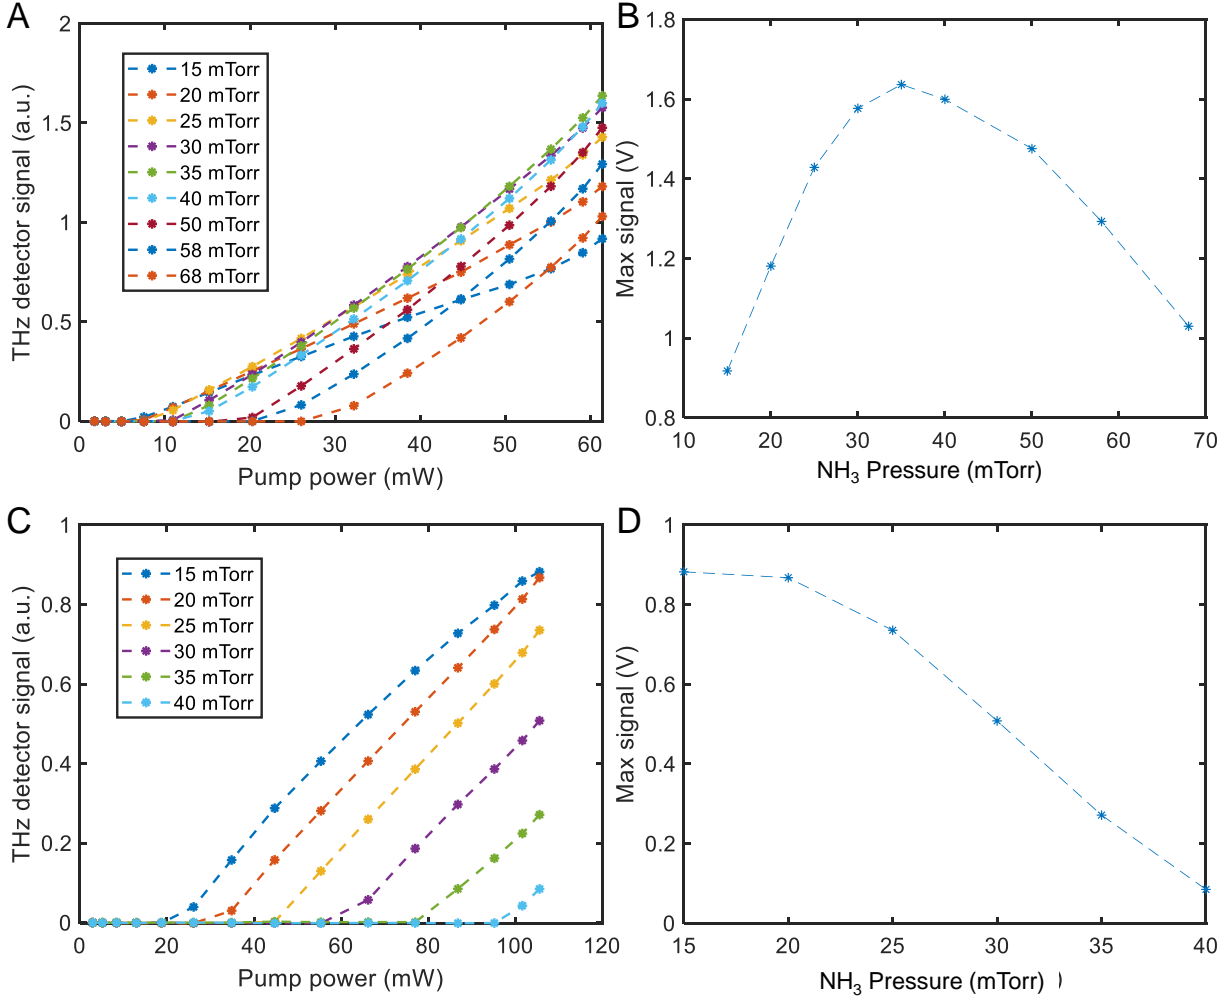 A
2
1.5
1
0.5
0
THz detector signal (a.u.)
15 mTorr
20 mTorr
25 mTorr
30 mTorr
35 mTorr
40 mTorr
50 mTorr
58 mTorr
68 mTorr
0 10 20 30 40 50 60
Pump power (mW)
B
1.8
1.6
1.4
1.2
1
0.8
Max signal (V)
10 20 30 40 50 60 70
NH3 Pressure (mTorr)
C
1
0.8
0.6
0.4
0.2
0
THz detector signal (a.u.)
15 mTorr
20 mTorr
25 mTorr
30 mTorr
35 mTorr
40 mTorr
0 20 40 60 80 100 120
Pump power (mW)
D
1
0.8
0.6
0.4
0.2
0
Max signal (V)
15 20 25 30 35 40
NH3 Pressure (mTorr) )